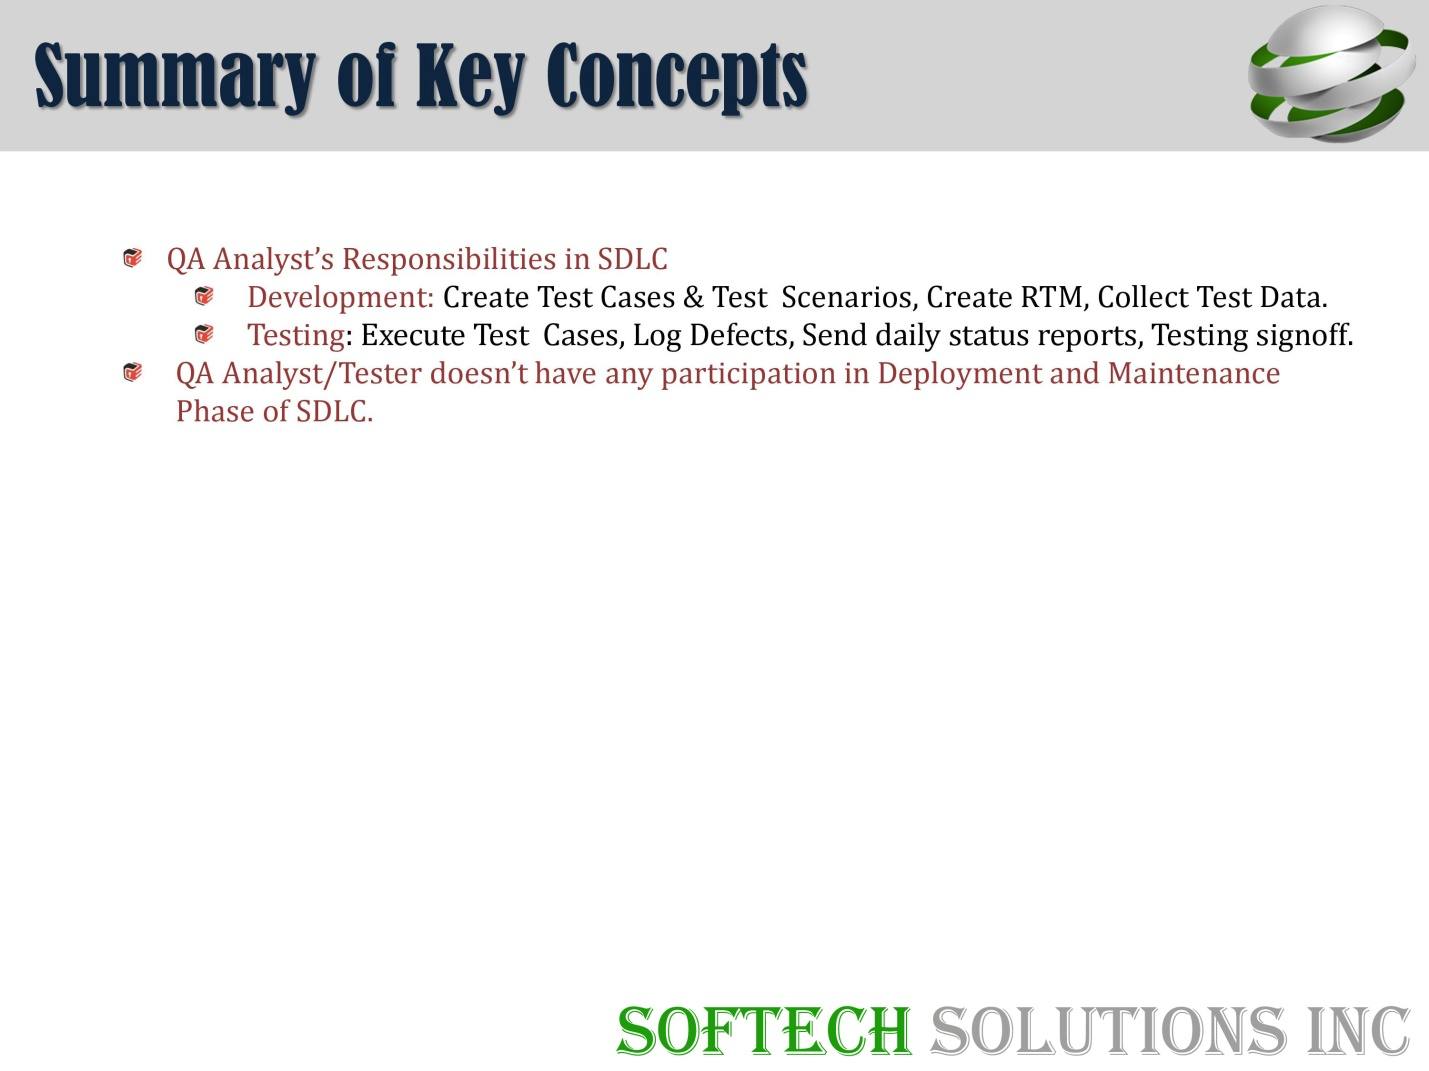 Summary of Key Concepts
QA Analyst’s Responsibilities in SDLC
Development: Create Test Cases & Test Scenarios, Create RTM, Collect Test Data.
Testing: Execute Test Cases, Log Defects, Send daily status reports, Testing signoff.
QA Analyst/Tester doesn’t have any participation in Deployment and Maintenance
Phase of SDLC.
SOFTECH SOLUTIONS INC